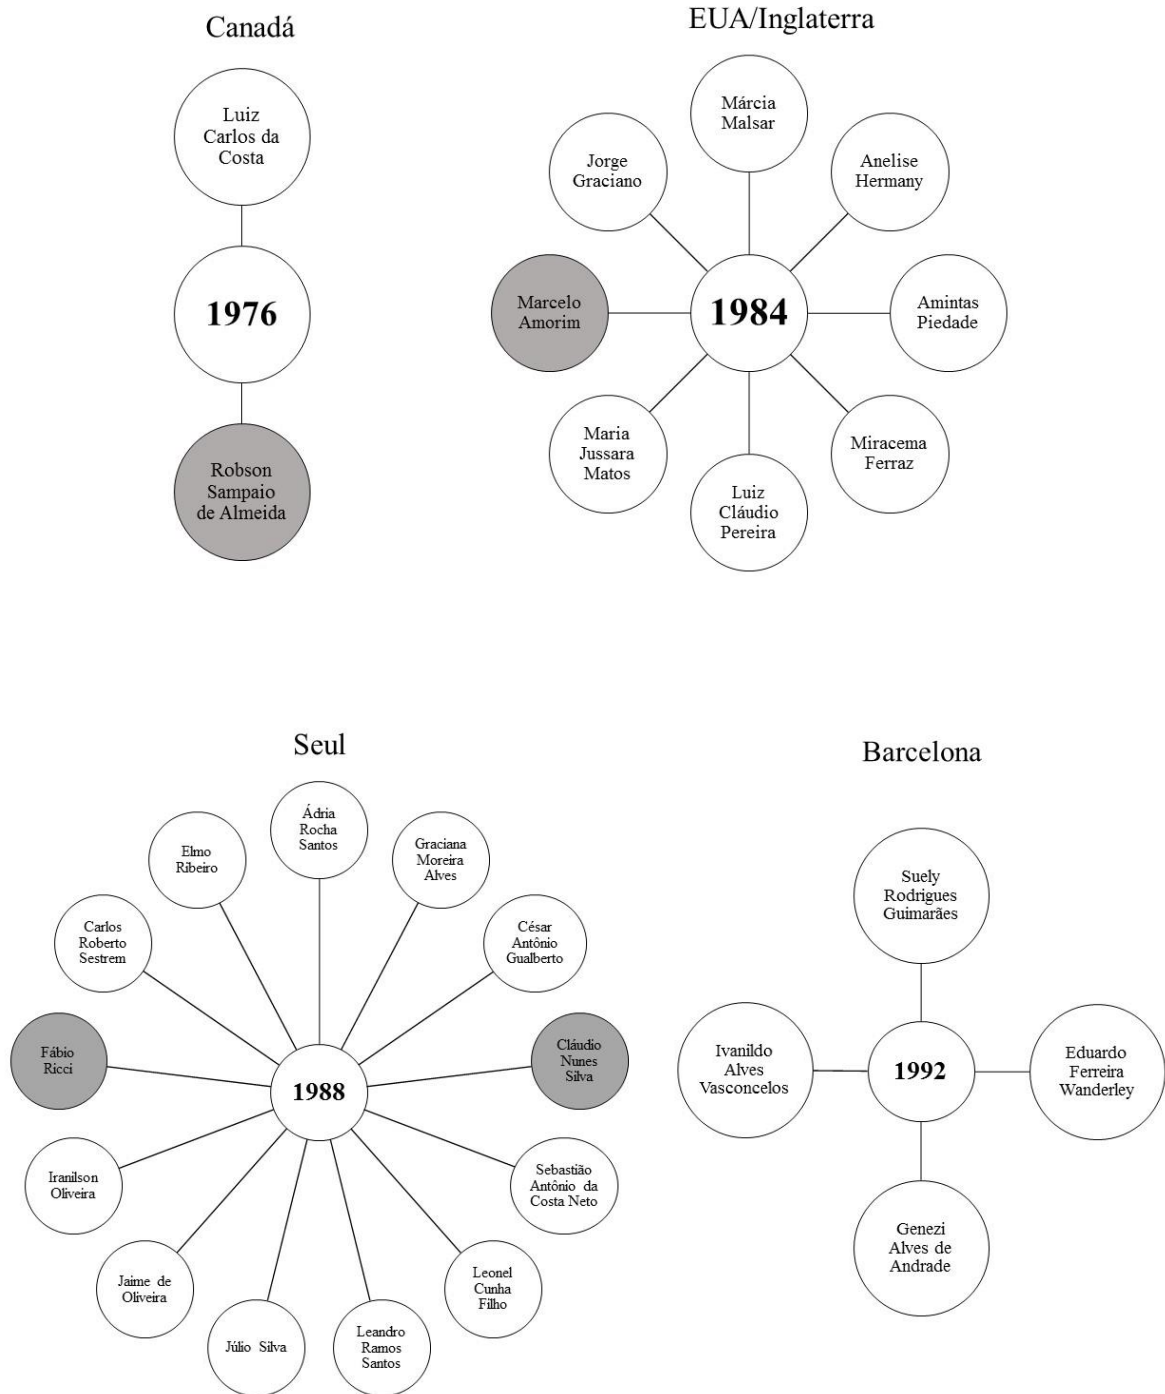 Canadá
Luiz
Carlos da
Costa
1976
Robson
Sampaio
de Almeida
EUA/Inglaterra
Márcia
Malsar
Anelise
Hermany
Amintas
Piedade
Miracema
Ferraz
Luiz
Cláudio
Pereira
Maria
Jussara
Matos
Marcelo
Amorim
Jorge
Graciano
1984
Seul
Ádria
Rocha
Santos
Graciana
Moreira
Alves
César
Antônio
Gualberto
Cláudio
Nunes
Silva
Sebastião
Antônio da
Costa Neto
Leonel
Cunha
Filho
Leandro
Ramos
Santos
Júlio Silva
Jaime de
Oliveira
Iranilson
Oliveira
Fábio
Ricci
Carlos
Roberto
Sestrem
Elmo
Ribeiro
1988
Barcelona
Suely
Rodrigues
Guimarães
Eduardo
Ferreira
Wanderley
Genezi
Alves de
Andrade
Ivanildo
Alves
Vasconcelos
1992